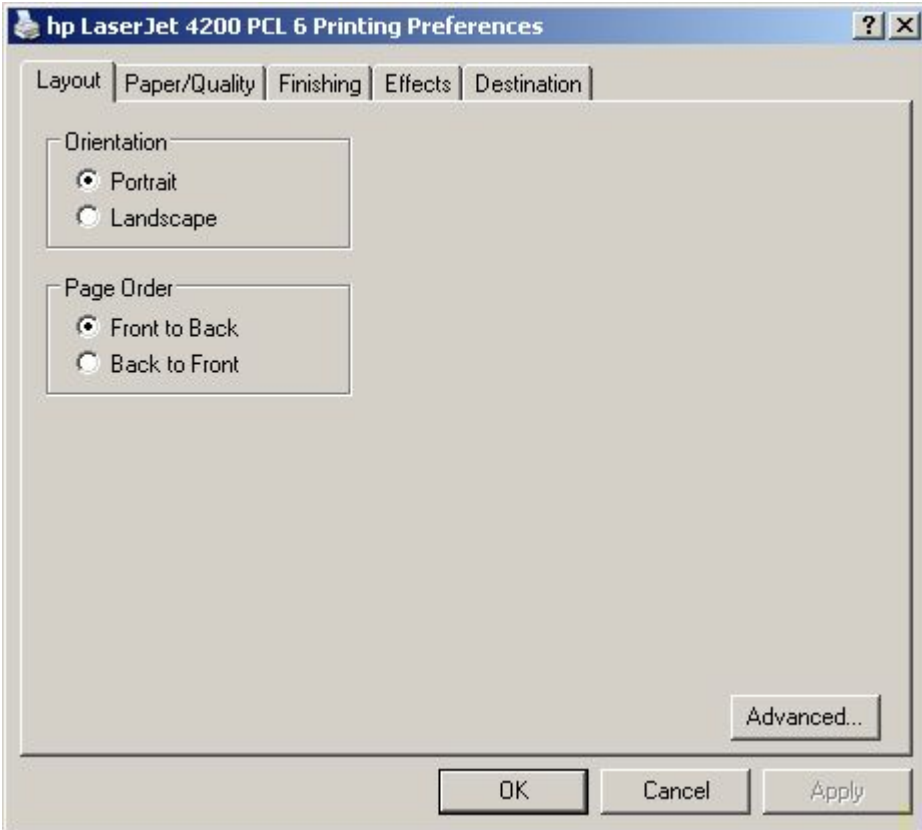 hp LaserJet 4200 PCL 6 Printing Preferences
Layout Paper/Quality Finishing Effects Destination
Orientation
Portrait
Landscape
Page Order
Front to Back
Back to Front
Advanced...
OK Cancel Apply